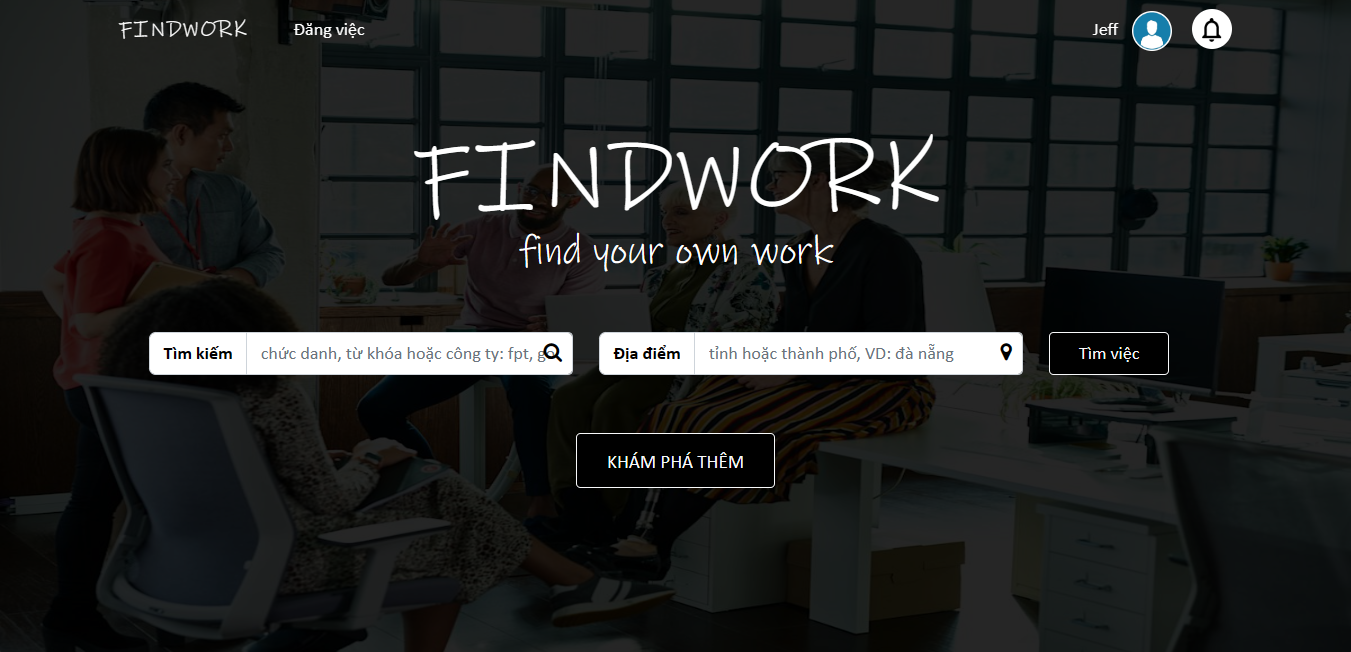 FINDWORK
Đăng việc
Jeff
FINDWORK
find your own work
Tìm kiếm
chức danh, từ khóa hoặc công ty: fpt, g
Địa điểm
tỉnh hoặc thành phố, VD: đà nẵng
Tìm việc
KHÁM PHÁ THÊM